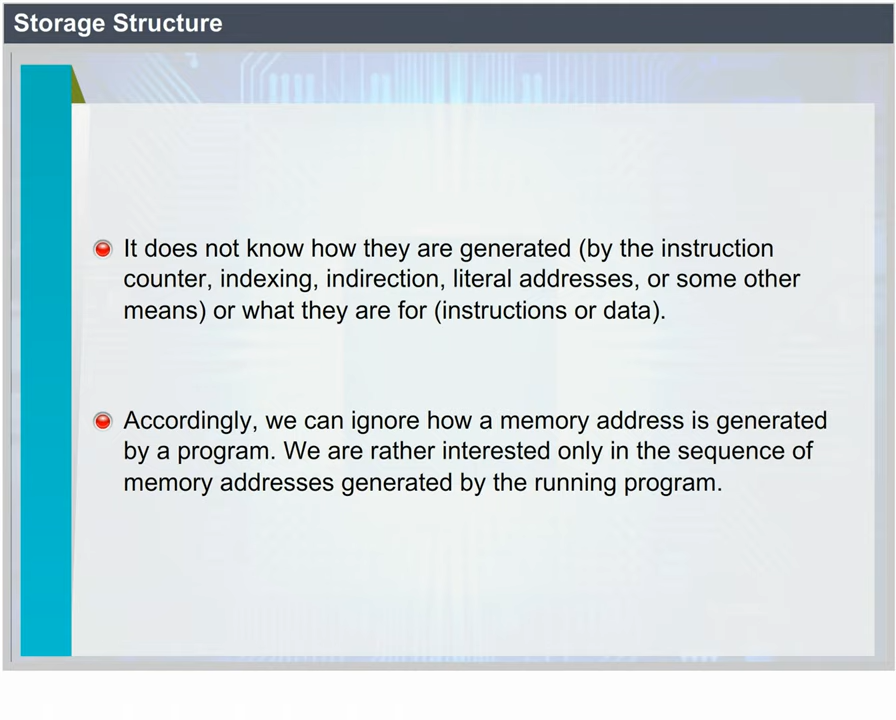 Storage Structure
It does not know how they are generated (by the instruction
counter, indexing, indirection, literal addresses, or some other
means) or what they are for (instructions or data).
Accordingly, we can ignore how a memory address is generated
by a program. We are rather interested only in the sequence of
memory addresses generated by the running program.